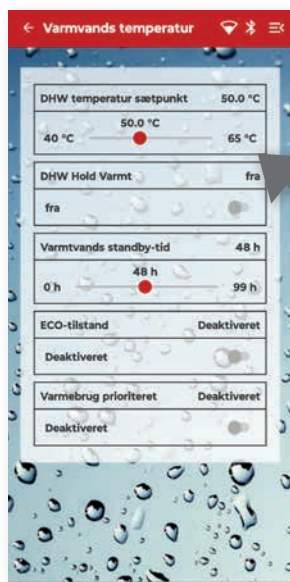 ← Varmvands temperatur
DHW temperatur sætpunkt 50.0 °C
50.0 °C
40 °C 65 °C
DHW Hold Varmt fra
fra
Varmtvands standby-tid 48 h
48 h
0 h 99 h
ECO-tilstand Deaktiveret
Deaktiveret
Varmebrug prioriteret Deaktiveret
Deaktiveret